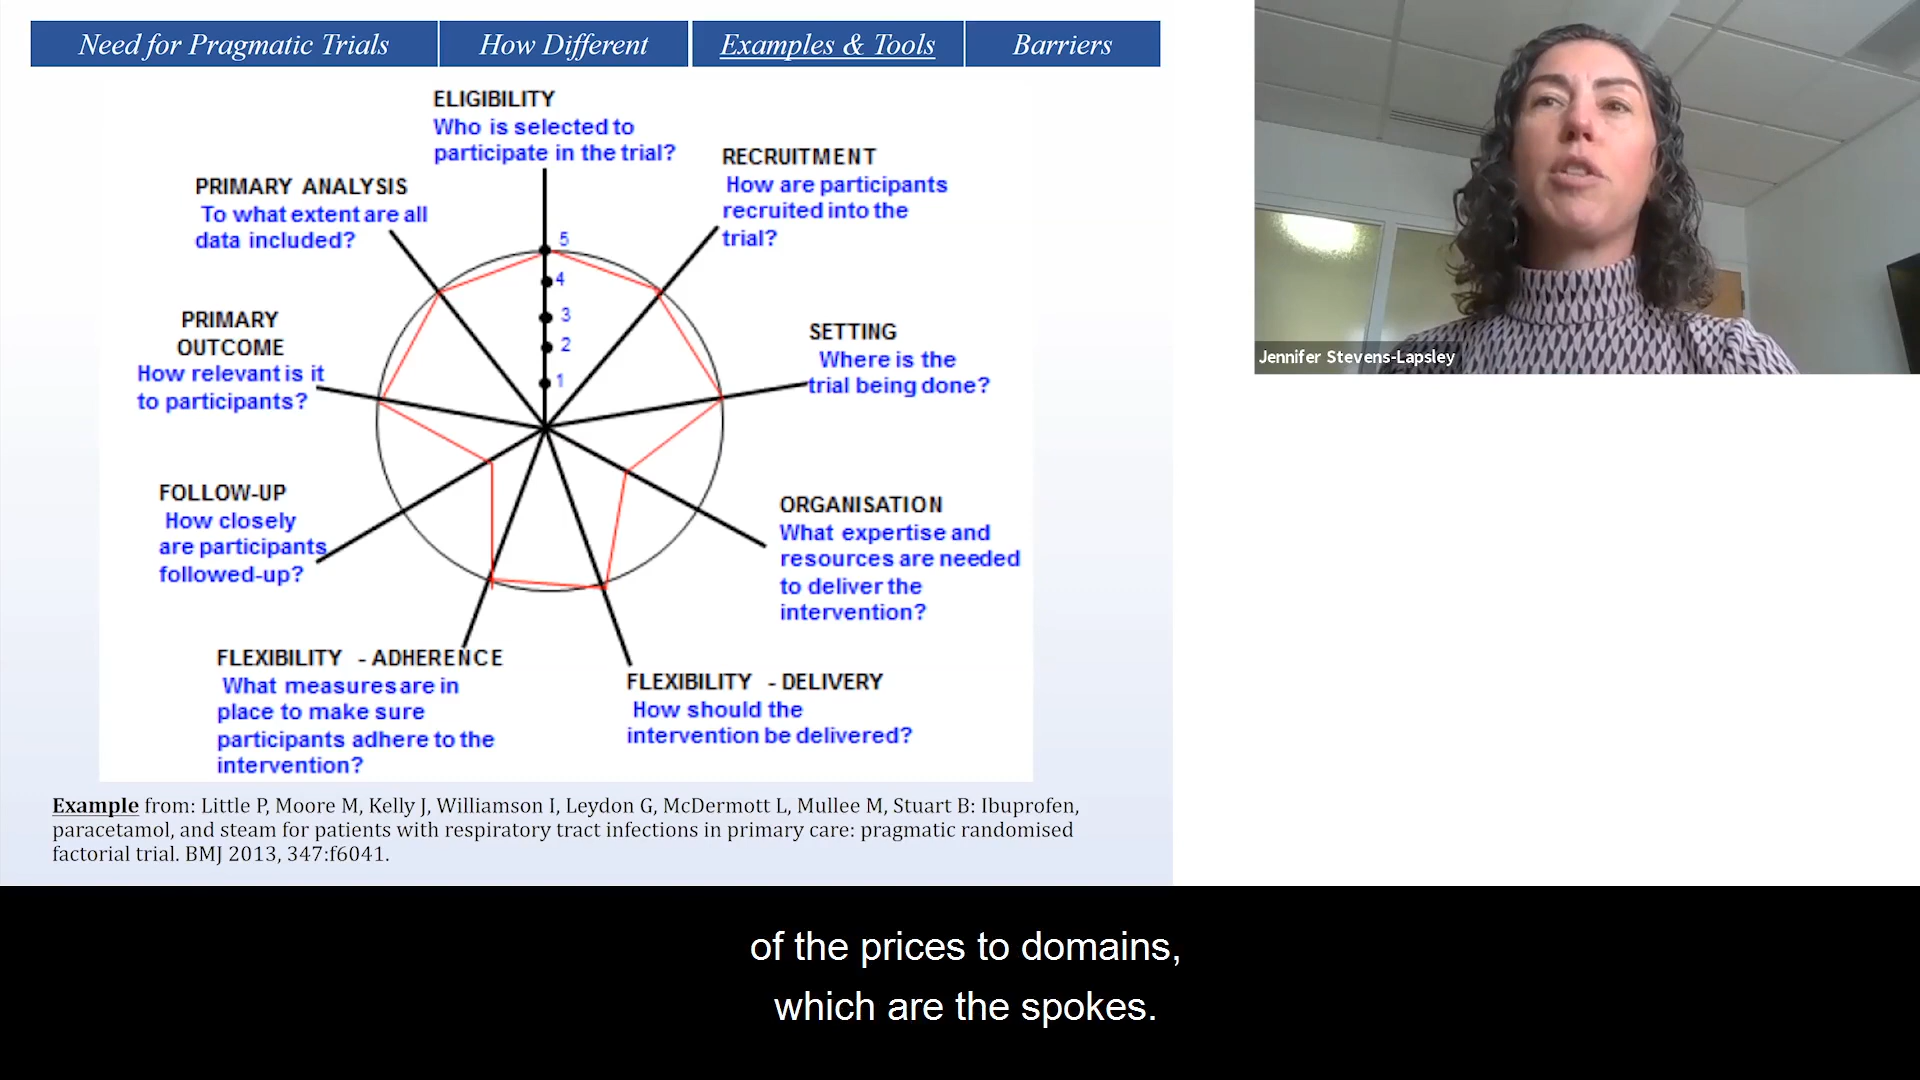 Need for Pragmatic Trials
How Different
Examples & Tools
Barriers
ELIGIBILITY
Who is selected to
participate in the trial?
RECRUITMENT
How are participants
recruited into the
trial?
PRIMARY ANALYSIS
To what extent are all
data included?
5
4
3
2
1
PRIMARY
OUTCOME
How relevant is it
to participants?
SETTING
Where is the
trial being done?
FOLLOW-UP
How closely
are participants
followed-up?
ORGANISATION
What expertise and
resources are needed
to deliver the
intervention?
FLEXIBILITY - ADHERENCE
What measures are in
place to make sure
participants adhere to the
intervention?
FLEXIBILITY - DELIVERY
How should the
intervention be delivered?
Example from: Little P, Moore M, Kelly J, Williamson I, Leydon G, McDermott L, Mullee M, Stuart B: Ibuprofen,
paracetamol, and steam for patients with respiratory tract infections in primary care: pragmatic randomised
factorial trial. BMJ 2013, 347:f6041.
Jennifer Stevens-Lapsley
of the prices to domains,
which are the spokes.